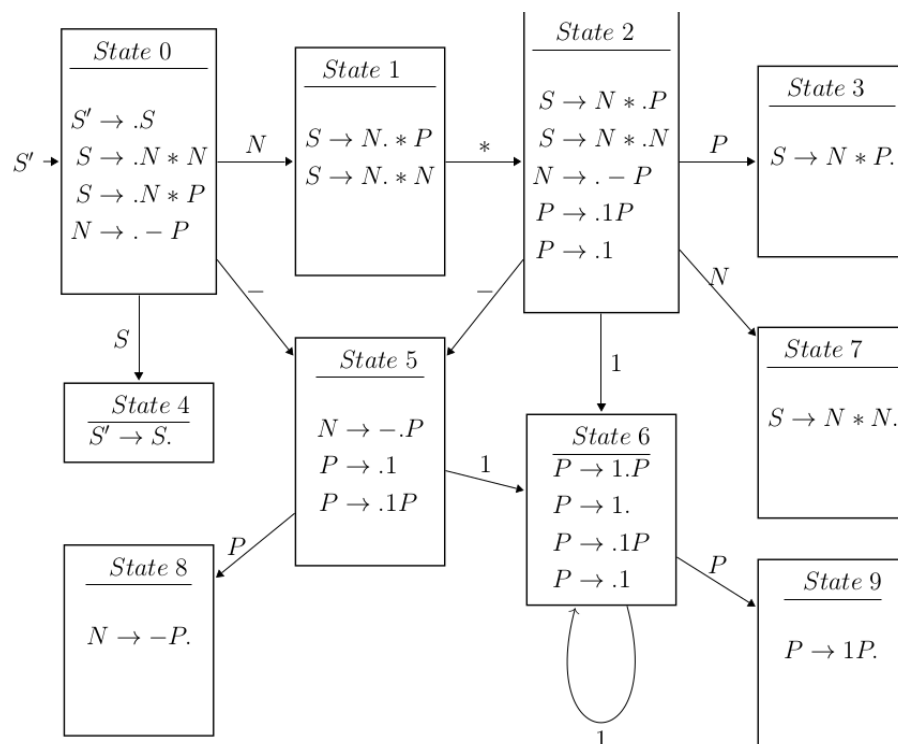 State 0
S′ → .S
S → .N ∗ N
S → .N ∗ P
N → . − P
S′
N
State 1
S → N. ∗ P
S → N. ∗ N
∗
State 2
S → N ∗ .P
S → N ∗ .N
N → . − P
P → .1P
P → .1
P
State 3
S → N ∗ P.
−
−
N
S
1
State 4
S′ → S.
State 5
N → −.P
P → .1
P → .1P
1
State 6
P → 1.P
P → 1.
P → .1P
P → .1
State 7
S → N ∗ N.
P
State 8
N → −P.
P
State 9
P → 1P.
1